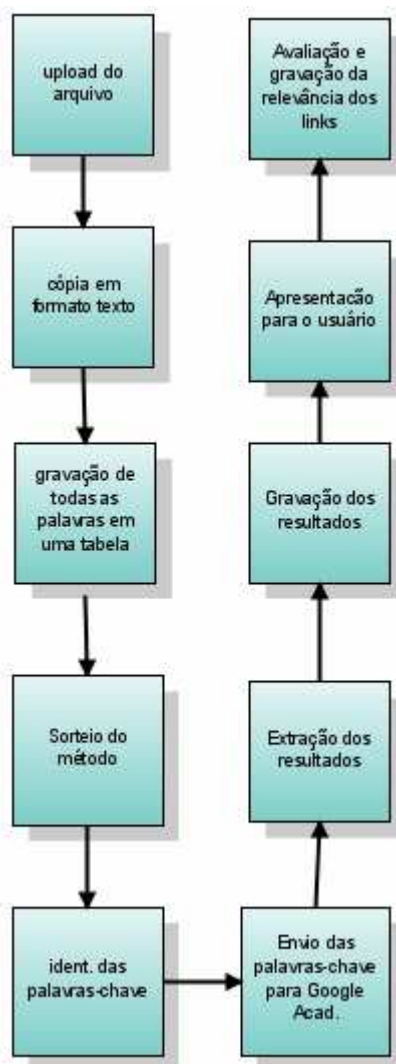 upload do
arquivo
cópia em
formato texto
gravação de
todas as
palavras em
uma tabela
Sorteio do
método
ident. das
palavras-chave
Envio das
palavras-chave
para Google
Acad.
Extração dos
resultados
Gravação dos
resultados
Apresentacão
para o usuário
Avaliação e
gravação da
relevância dos
links